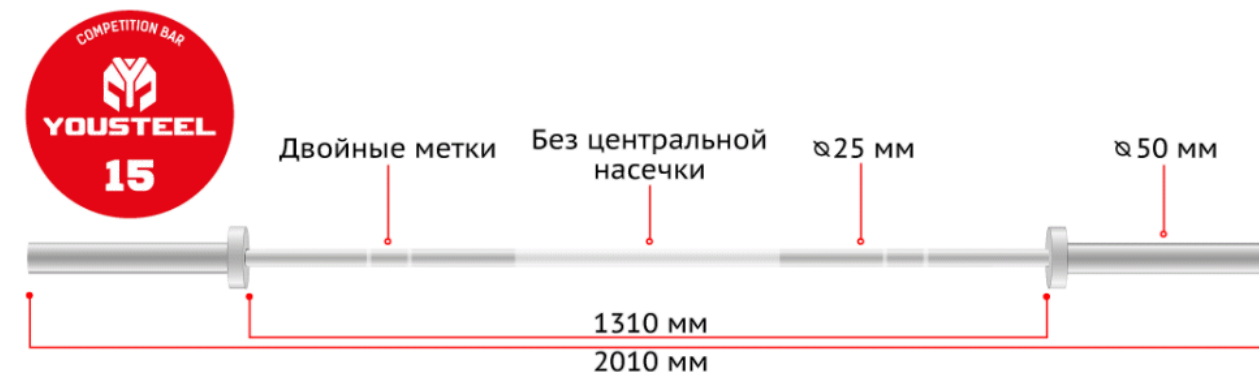 COMPETITION BAR
YOUSTEEL
15
Двойные метки
Без центральной
насечки
⌀25 мм
⌀50 мм
1310 мм
2010 мм